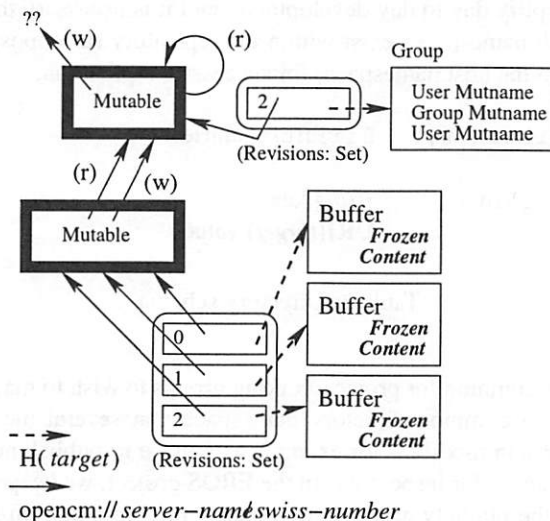 ??
(w)
(r)
Group
Mutable
2
User Mutname
Group Mutname
User Mutname
(Revisions: Set)
(r)
(w)
Mutable
Buffer
Frozen
Content
Buffer
Frozen
Content
Buffer
Frozen
Content
0
1
2
(Revisions: Set)
H(target)
opencm://server-name/swiss-number